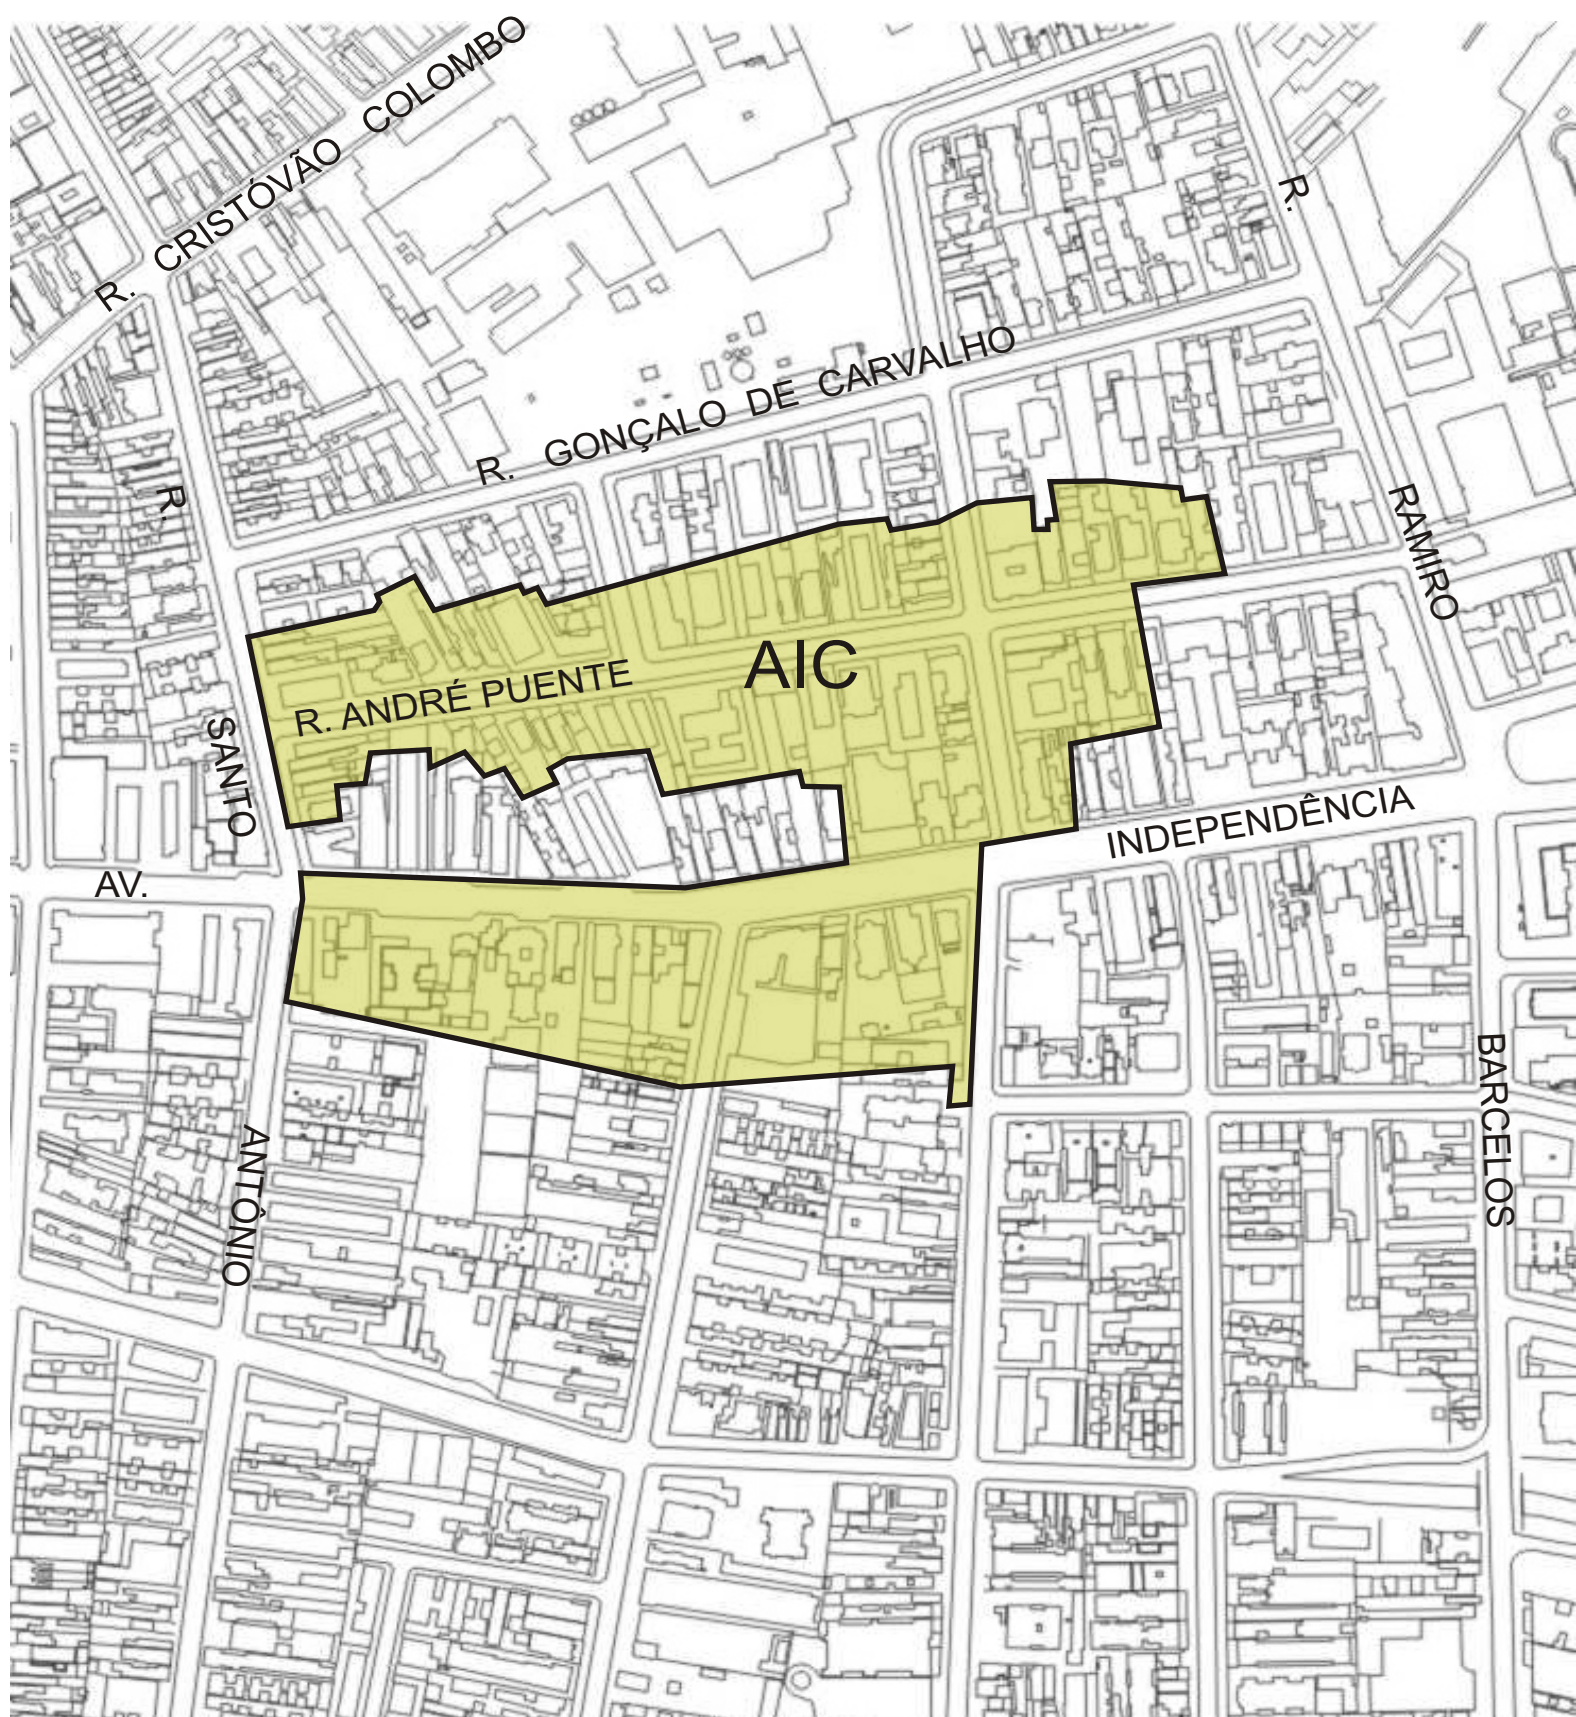 R. CRISTÓVÃO COLOMBO
R. GONÇALO DE CARVALHO
R. RAMIRO BARCELOS
R. SANTO ANTÔNIO
AIC
R. ANDRÉ PUENTE
AV. INDEPENDÊNCIA